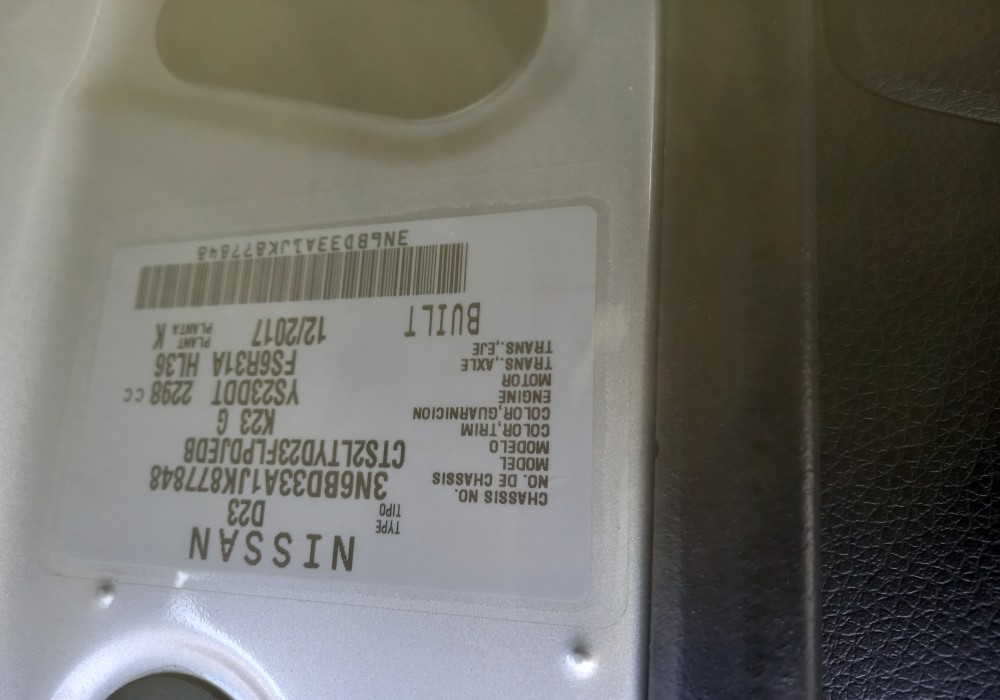 NISSAN
TYPE
TIPO D23
CHASSIS NO. 3N6BD33A1JK877848
NO. DE CHASSIS
MODEL CTS2LTYD23FLPDJEDB
MODELO
COLOR,TRIM K23 G
COLOR,GUARNICION
ENGINE YS23DDT 2298 CC
MOTOR
TRANS.,AXLE FS6R31A HL36
TRANS.,EJE
BUILT 12/2017 PLANT K
PLANTA
3N6BD33A1JK877848